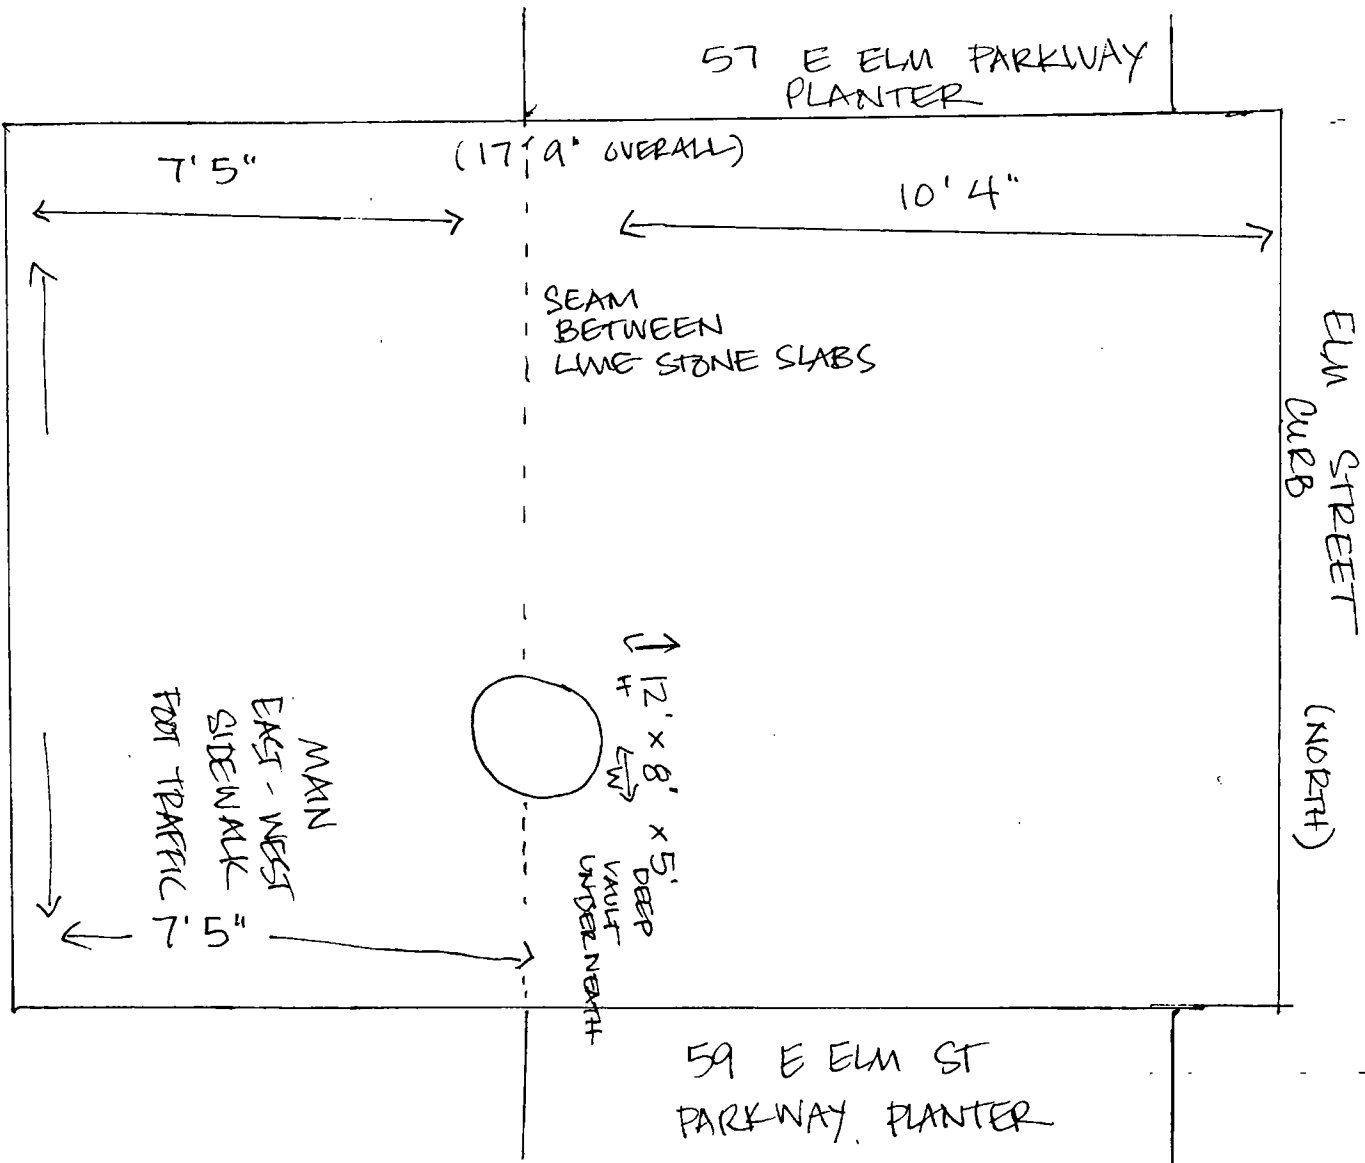 57 E ELM PARKWAY
PLANTER
7' 5"
(17' 9" OVERALL)
10' 4"
SEAM
BETWEEN
LIME STONE SLABS
ELM STREET
CURB
(NORTH)
12' x 8' x 5'
H
W
DEEP
VAULT
UNDERNEATH
MAIN
EAST - WEST
SIDEWALK
FOOT TRAFFIC
7' 5"
59 E ELM ST
PARKWAY PLANTER